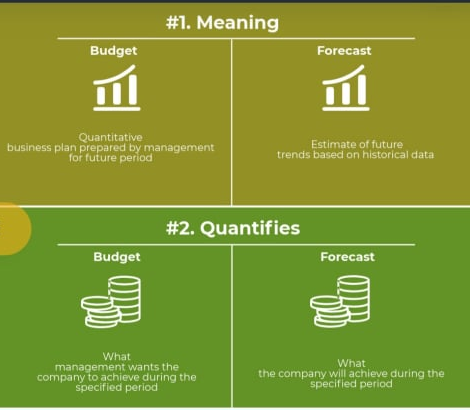 #1. Meaning
Budget
Forecast
Quantitative
business plan prepared by management
for future period
Estimate of future
trends based on historical data
#2. Quantifies
Budget
Forecast
What
management wants the
company to achieve during the
specified period
What
the company will achieve during the
specified period